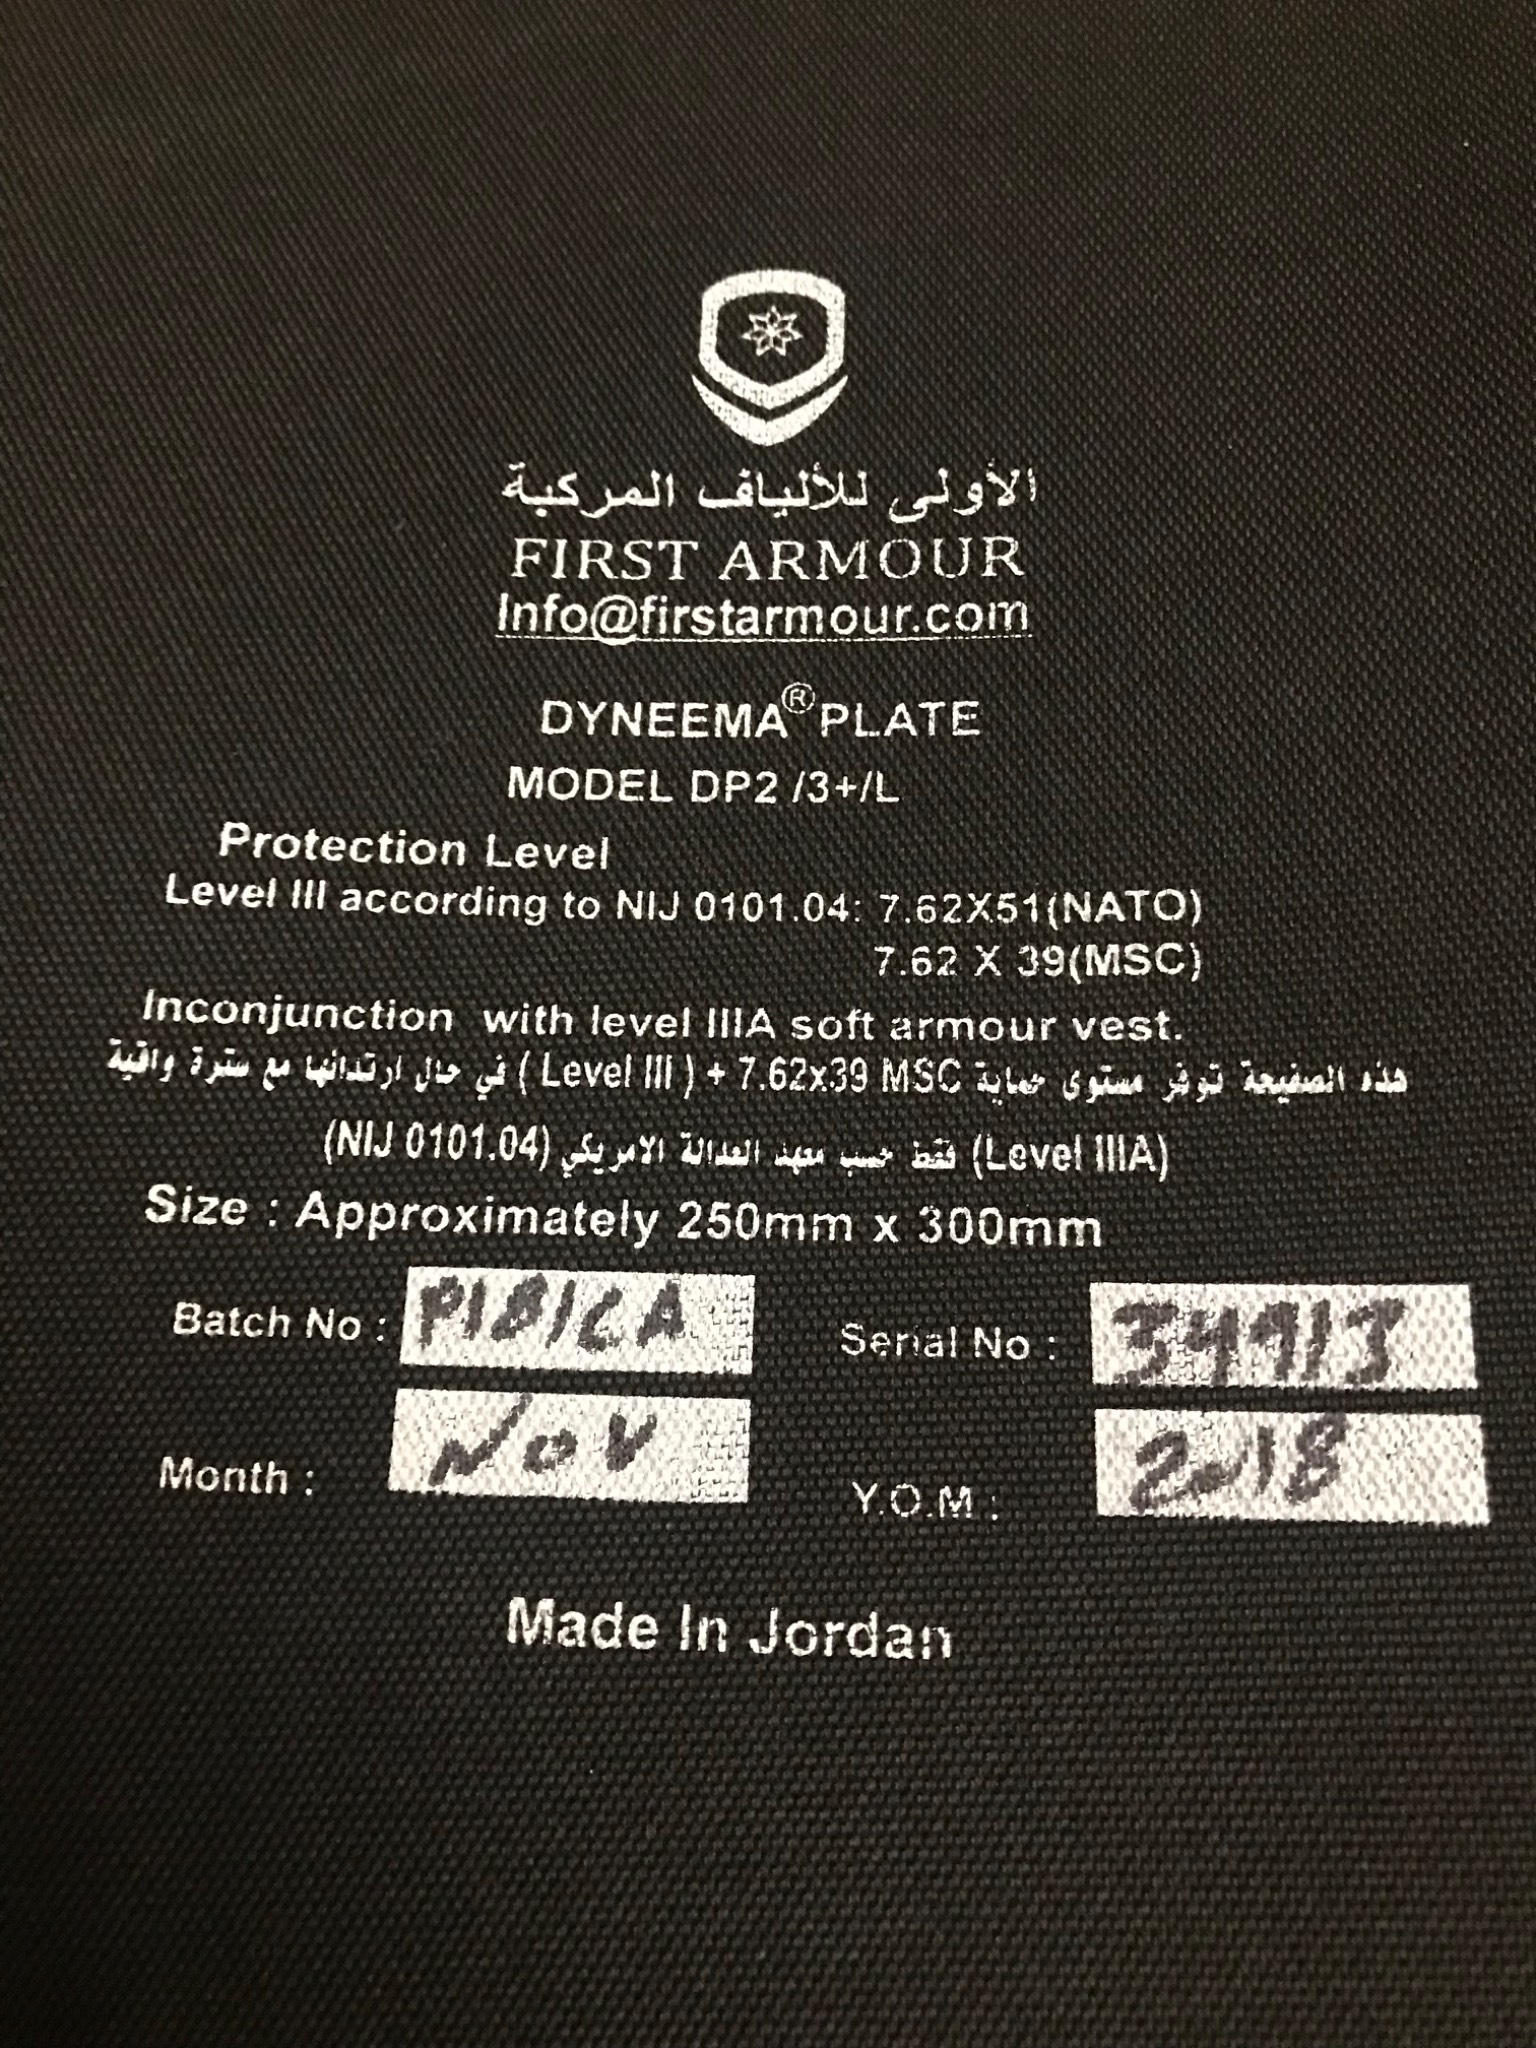 الأولى للألياف المركبة
FIRST ARMOUR
Info@firstarmour.com
DYNEEMA® PLATE
MODEL DP2 /3+/L
Protection Level
Level III according to NIJ 0101.04: 7.62X51(NATO)
7.62 X 39(MSC)
Inconjunction with level IIIA soft armour vest.
هذه الصفيحة توفر مستوى حماية 7.62x39 MSC + ( Level III ) في حال ارتدائها مع سترة واقية
(Level IIIA) فقط حسب معهد العدالة الامريكي (NIJ 0101.04)
Size : Approximately 250mm x 300mm
Batch No : Serial No : 34913
Month : NOV Y.O.M : 2018
Made In Jordan